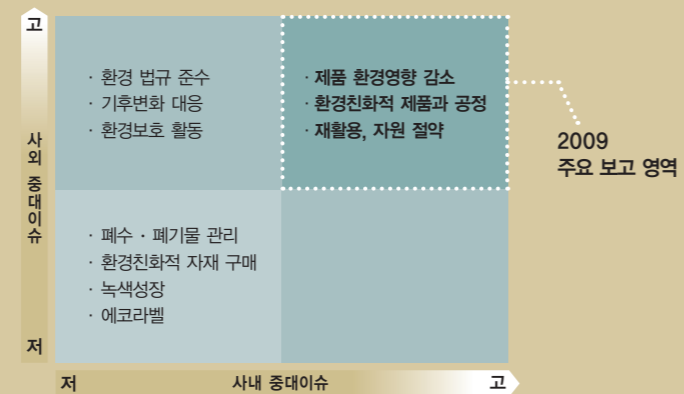 고
· 환경 법규 준수
· 기후변화 대응
· 환경보호 활동
· 제품 환경영향 감소
· 환경친화적 제품과 공정
· 재활용, 자원 절약
2009
주요 보고 영역
사외 중대이슈
· 폐수 · 폐기물 관리
· 환경친화적 자재 구매
· 녹색성장
· 에코라벨
저
저
사내 중대이슈
고